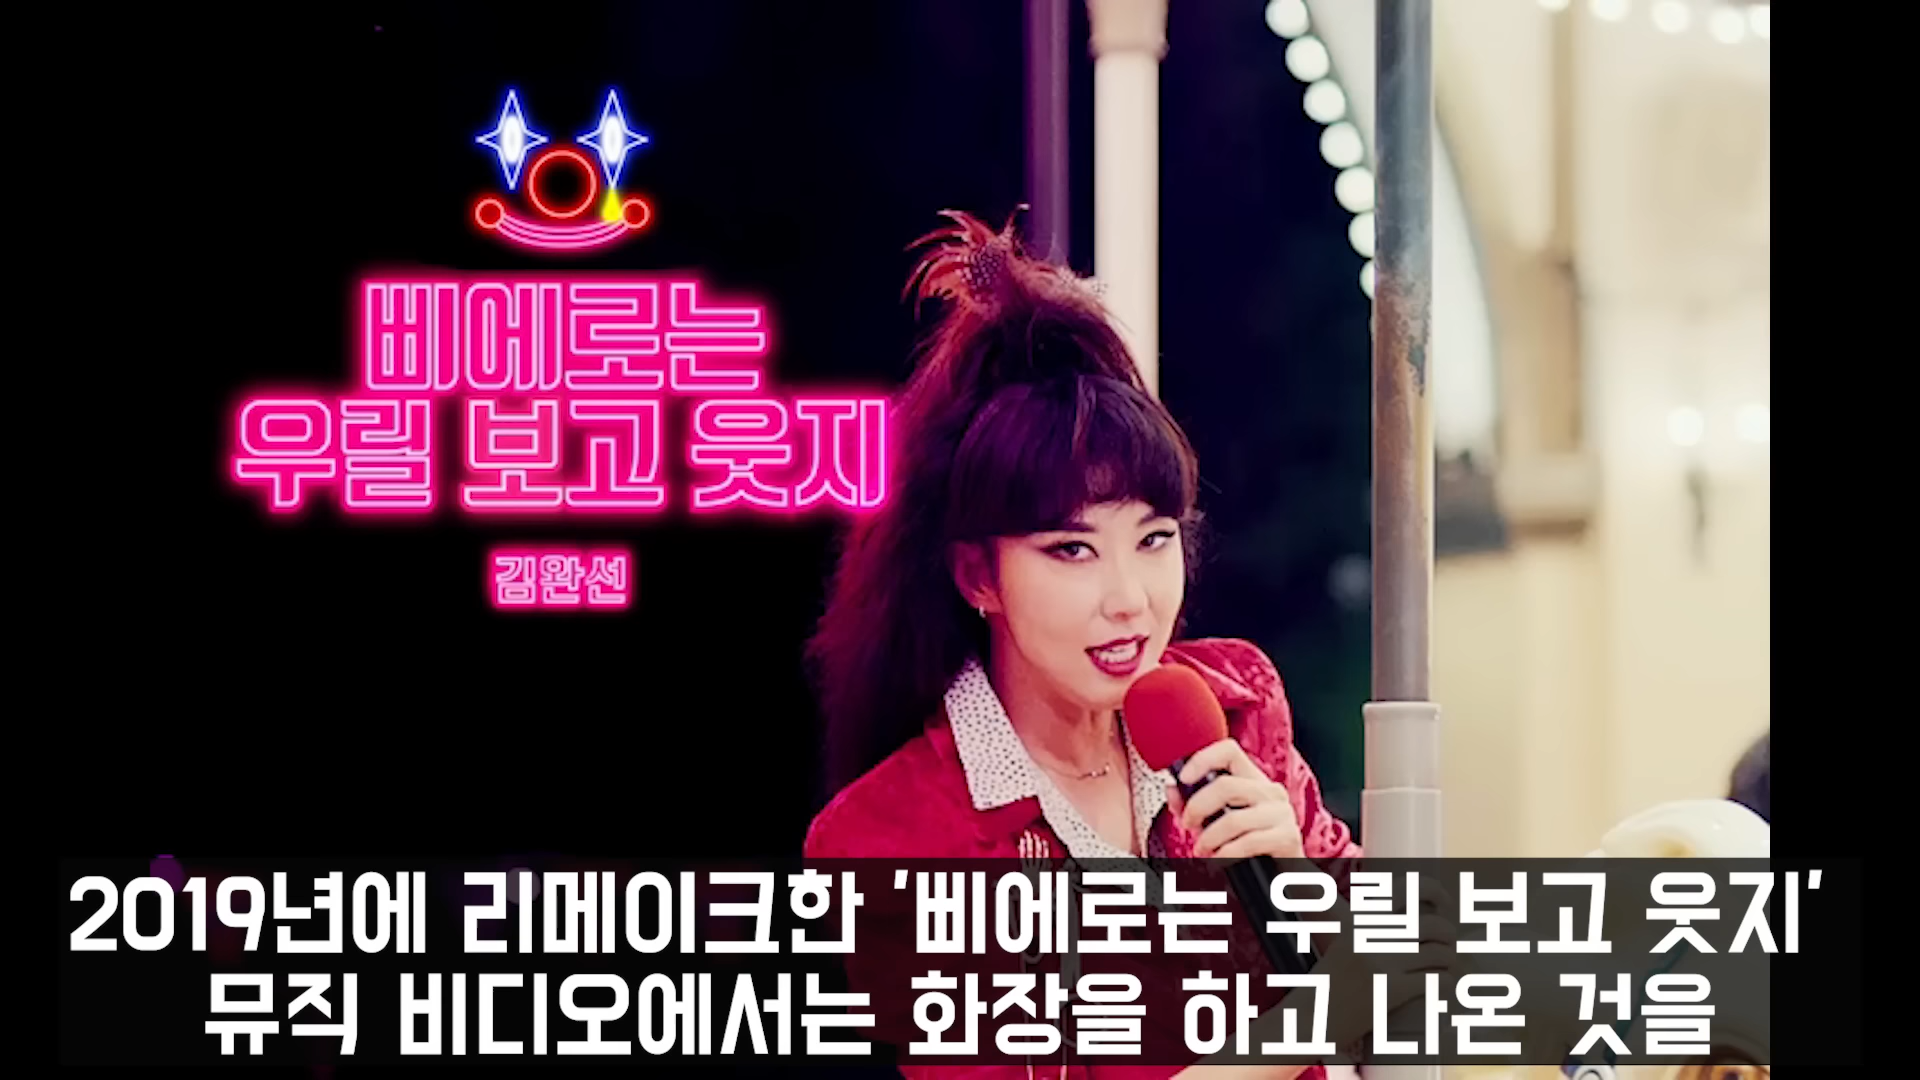 삐에로는
우릴 보고 웃지
김완선
2019년에 리메이크한 '삐에로는 우릴 보고 웃지'
뮤직 비디오에서는 화장을 하고 나온 것을